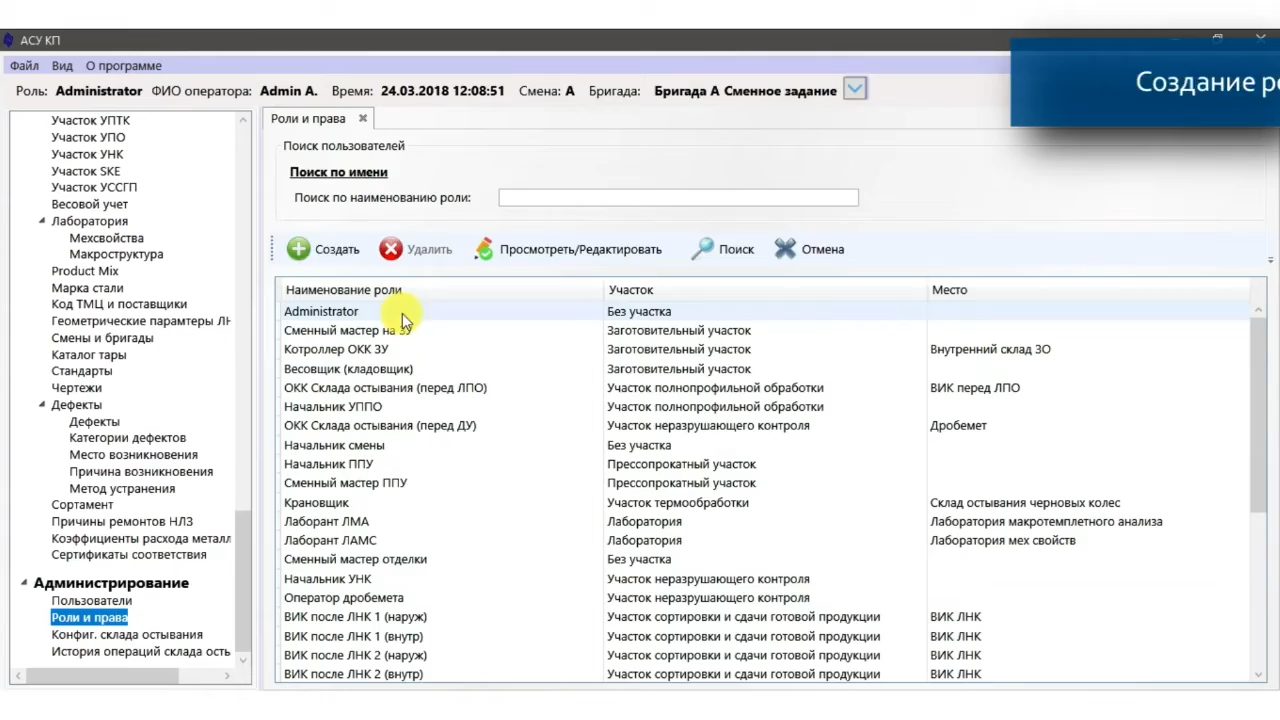 АСУ КП
Файл Вид О программе
Создание ро
Роль: Administrator ФИО оператора: Admin A. Время: 24.03.2018 12:08:51 Смена: А Бригада: Бригада А Сменное задание
Участок УПТК
Участок УПО
Участок УНК
Участок SKE
Участок УССГП
Весовой учет
Лаборатория
Мехсвойства
Макроструктура
Product Mix
Марка стали
Код ТМЦ и поставщики
Геометрические парамтеры ЛН
Смены и бригады
Каталог тары
Стандарты
Чертежи
Дефекты
Дефекты
Категории дефектов
Место возникновения
Причина возникновения
Метод устранения
Сортамент
Причины ремонтов НЛЗ
Коэффициенты расхода металл
Сертификаты соответствия
Администрирование
Пользователи
Роли и права
Конфиг. склада остывания
История операций склада осты
Роли и права
Поиск пользователей
Поиск по имени
Поиск по наименованию роли:
Создать Удалить Просмотреть/Редактировать Поиск Отмена
Наименование роли Участок Место
Administrator Без участка
Сменный мастер на ЗУ Заготовительный участок
Котроллер ОКК ЗУ Заготовительный участок Внутренний склад ЗО
Весовщик (кладовщик) Заготовительный участок
ОКК Склада остывания (перед ЛПО) Участок полнопрофильной обработки ВИК перед ЛПО
Начальник УППО Участок полнопрофильной обработки
ОКК Склада остывания (перед ДУ) Участок неразрушающего контроля Дробемет
Начальник смены Без участка
Начальник ППУ Прессопрокатный участок
Сменный мастер ППУ Прессопрокатный участок
Крановщик Участок термообработки Склад остывания черновых колес
Лаборант ЛМА Лаборатория Лаборатория макротемплетного анализа
Лаборант ЛАМС Лаборатория Лаборатория мех свойств
Сменный мастер отделки Без участка
Начальник УНК Участок неразрушающего контроля
Оператор дробемета Участок неразрушающего контроля
ВИК после ЛНК 1 (наруж) Участок сортировки и сдачи готовой продукции ВИК ЛНК
ВИК после ЛНК 1 (внутр) Участок сортировки и сдачи готовой продукции ВИК ЛНК
ВИК после ЛНК 2 (наруж) Участок сортировки и сдачи готовой продукции ВИК ЛНК
ВИК после ЛНК 2 (внутр) Участок сортировки и сдачи готовой продукции ВИК ЛНК